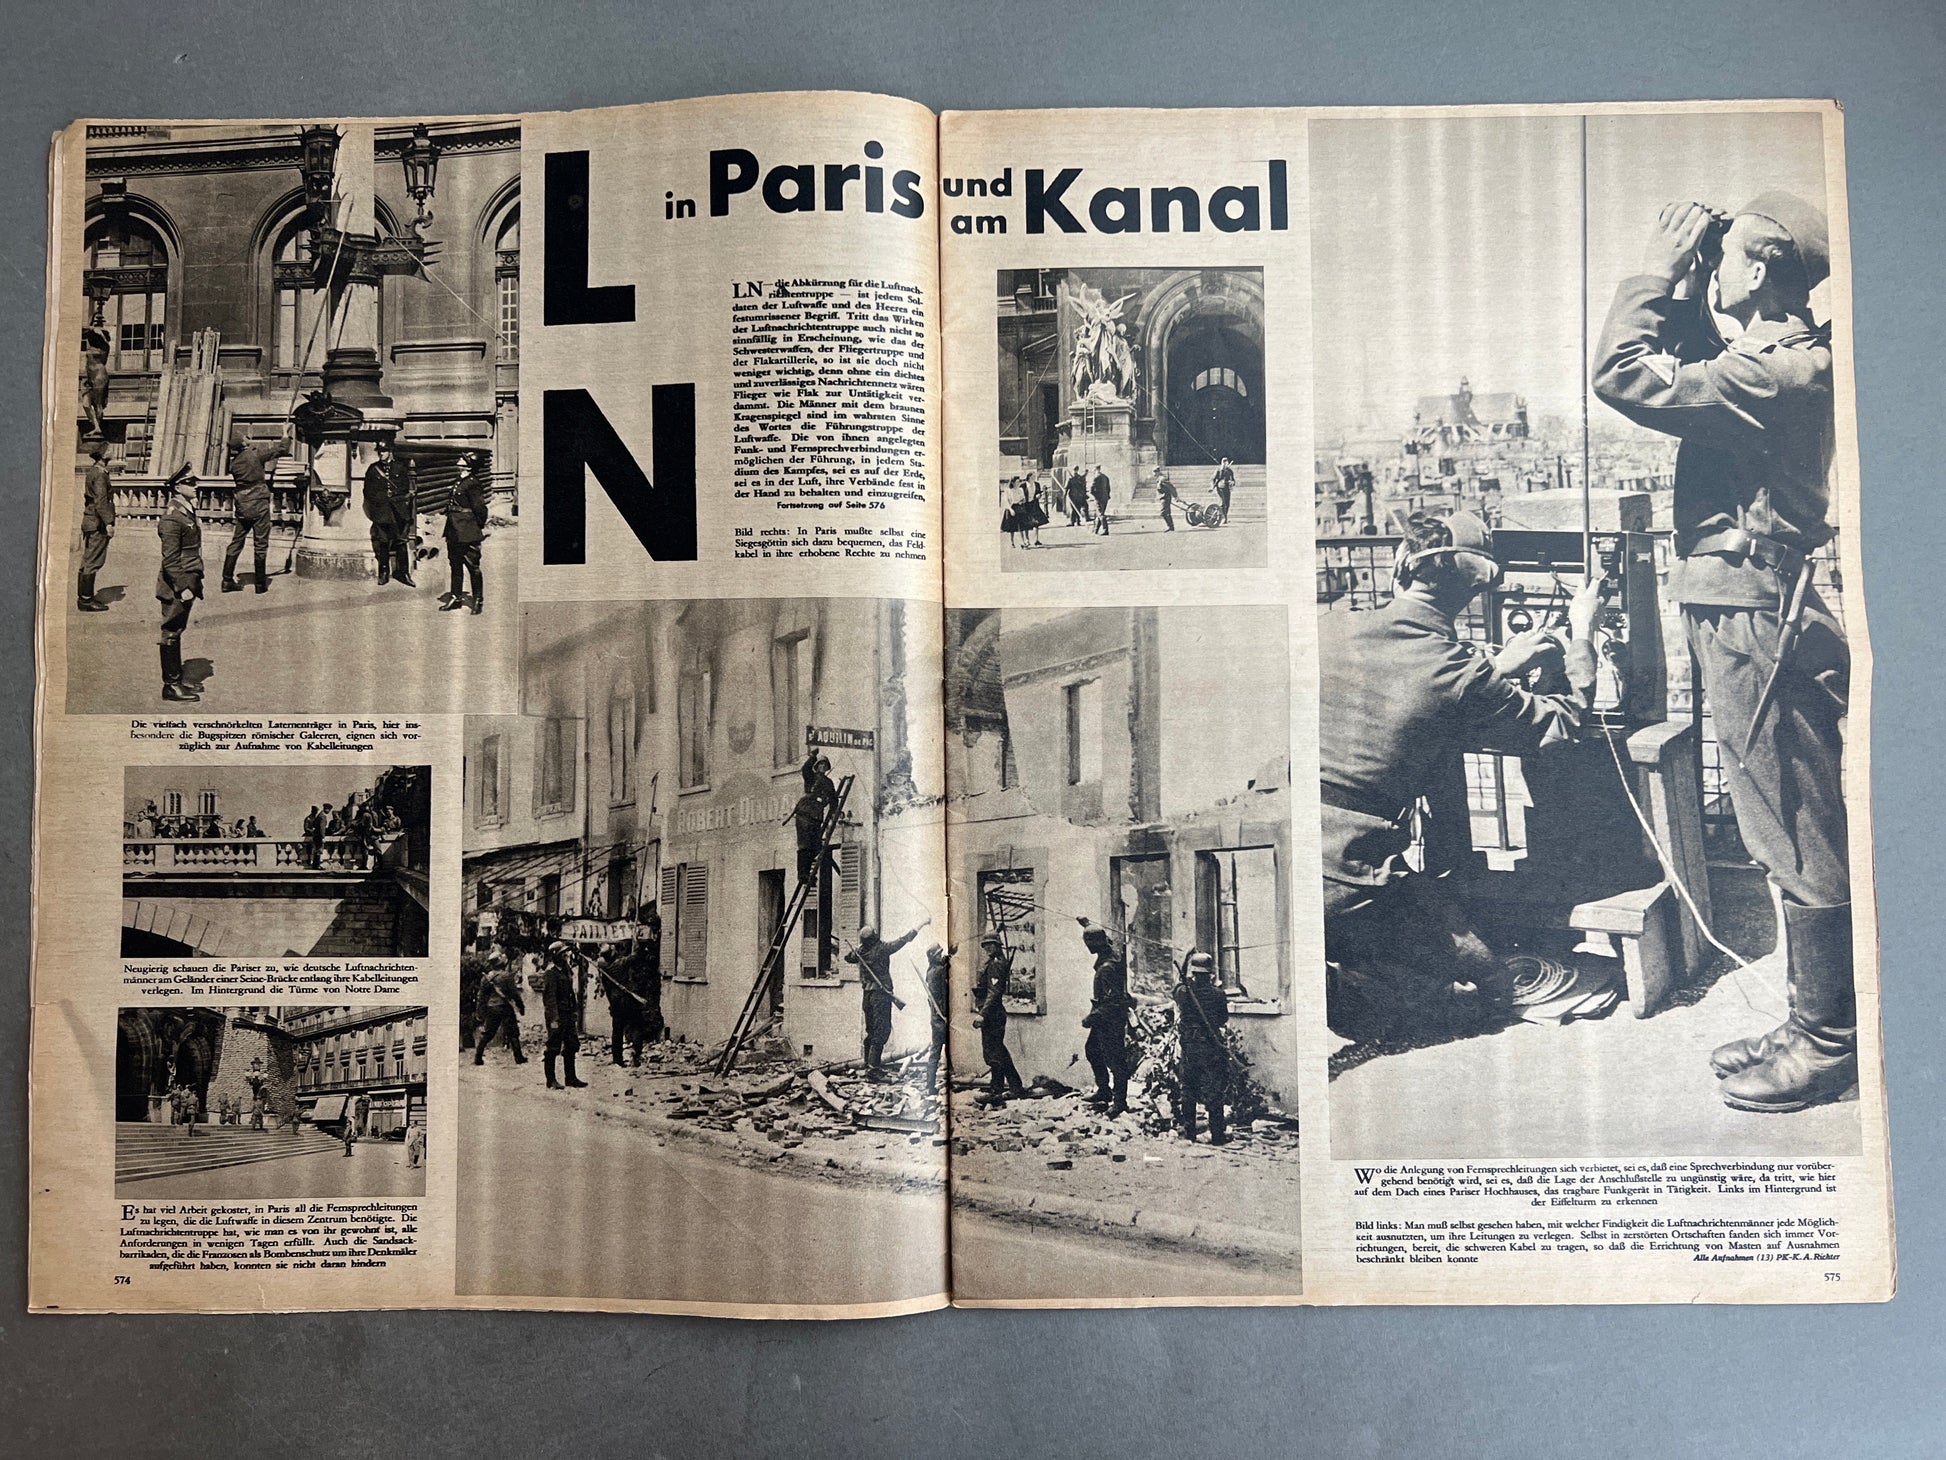 L
N
in Paris und am Kanal
LN — die Abkürzung für die Luftnach-
richtentruppe — ist jedem Sol-
daten der Luftwaffe und des Heeres ein
festumrissener Begriff. Tritt das Wirken
der Luftnachrichtentruppe auch nicht so
sinnfällig in Erscheinung, wie das der
Schwesterwaffen, der Fliegertruppe und
der Flakartillerie, so ist sie doch nicht
weniger wichtig, denn ohne ein dichtes
und zuverlässiges Nachrichtennetz wären
Flieger wie Flak zur Untätigkeit ver-
dammt. Die Männer mit dem braunen
Kragenspiegel sind im wahrsten Sinne
des Wortes die Führungstruppe der
Luftwaffe. Die von ihnen angelegten
Funk- und Fernsprechverbindungen er-
möglichen der Führung, in jedem Sta-
dium des Kampfes, sei es auf der Erde,
sei es in der Luft, ihre Verbände fest in
der Hand zu behalten und einzugreifen,
Fortsetzung auf Seite 576
Bild rechts: In Paris mußte selbst eine
Siegesgöttin sich dazu bequemen, das Feld-
kabel in ihre erhobene Rechte zu nehmen
Die vielfach verschnörkelten Laternenträger in Paris, hier ins-
besondere die Bugspitzen römischer Galeeren, eignen sich vor-
züglich zur Aufnahme von Kabelleitungen
Neugierig schauen die Pariser zu, wie deutsche Luftnachrichten-
männer am Geländer einer Seine-Brücke entlang ihre Kabelleitungen
verlegen. Im Hintergrund die Türme von Notre Dame
Es hat viel Arbeit gekostet, in Paris all die Fernsprechleitungen
zu legen, die die Luftwaffe in diesem Zentrum benötigte. Die
Luftnachrichtentruppe hat, wie man es von ihr gewohnt ist, alle
Anforderungen in wenigen Tagen erfüllt. Auch die Sandsack-
barrikaden, die die Franzosen als Bombenschutz um ihre Denkmäler
aufgeführt haben, konnten sie nicht daran hindern
574
St AQUILIN DE PAC
ROBERT
PAILLETTE
Wo die Anlegung von Fernsprechleitungen sich verbietet, sei es, daß eine Sprechverbindung nur vorüber-
gehend benötigt wird, sei es, daß die Lage der Anschlußstelle zu ungünstig wäre, da tritt, wie hier
auf dem Dach eines Pariser Hochhauses, das tragbare Funkgerät in Tätigkeit. Links im Hintergrund ist
der Eiffelturm zu erkennen
Bild links: Man muß selbst gesehen haben, mit welcher Findigkeit die Luftnachrichtenmänner jede Möglich-
keit ausnutzten, um ihre Leitungen zu verlegen. Selbst in zerstörten Ortschaften fanden sich immer Vor-
richtungen, bereit, die schweren Kabel zu tragen, so daß die Errichtung von Masten auf Ausnahmen
beschränkt bleiben konnte
Alle Aufnahmen (13) PK-K. A. Richter
575